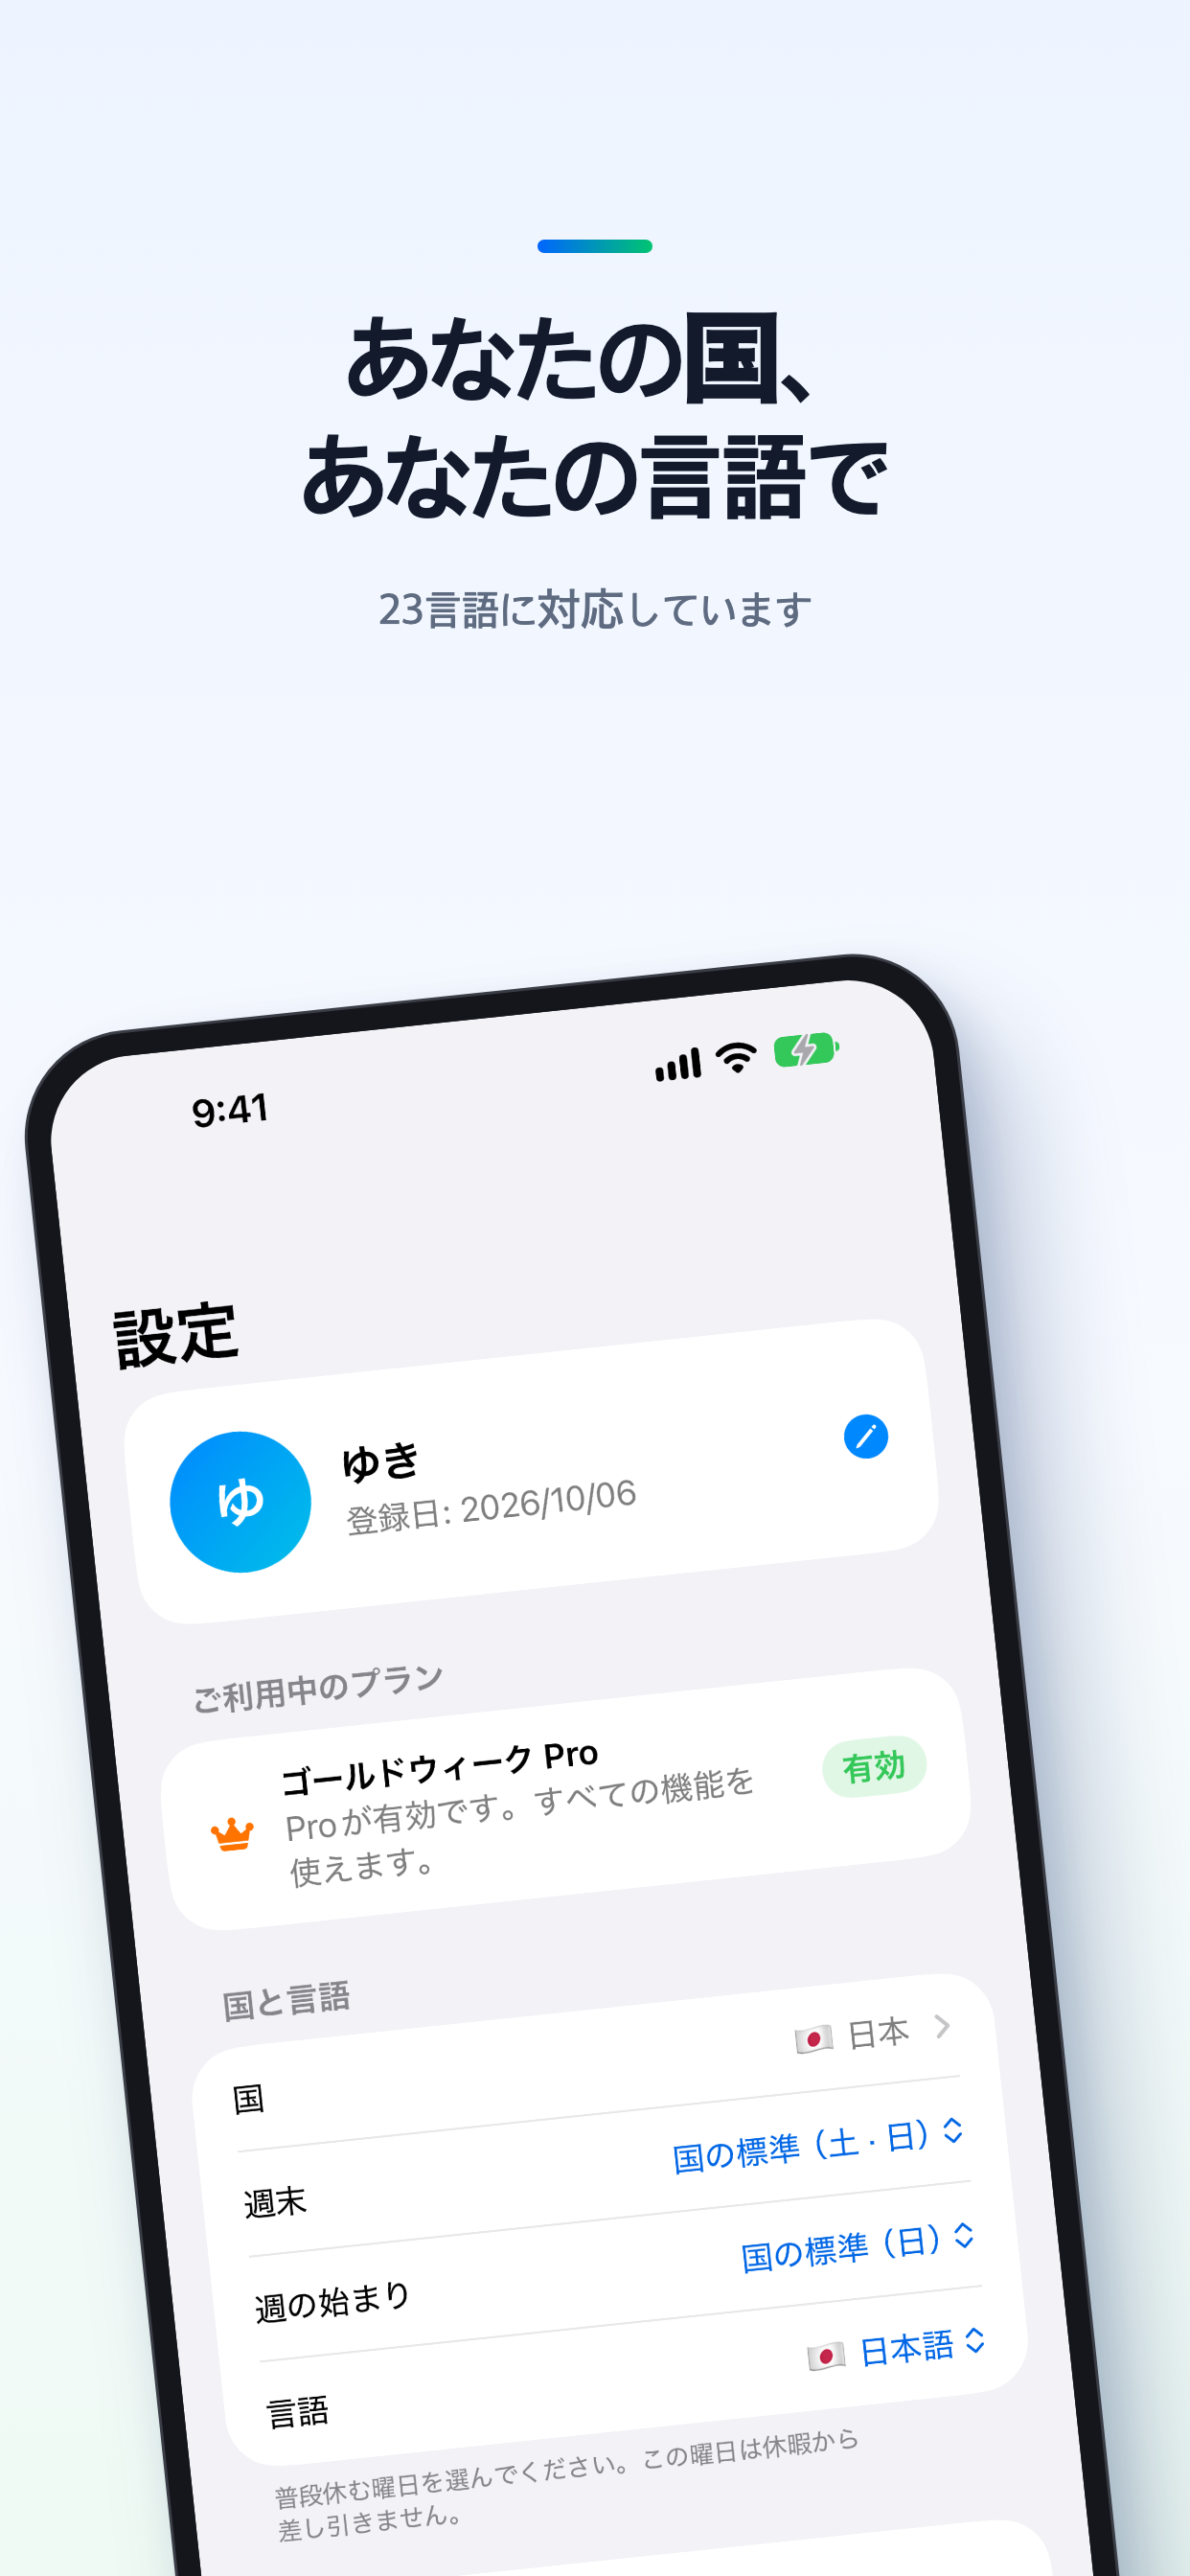 あなたの国、
あなたの言語で
23言語に対応しています
9:41
設定
ゆ
ゆき
登録日: 2026/10/06
ご利用中のプラン
ゴールドウィーク Pro
Proが有効です。すべての機能を
使えます。
有効
国と言語
国
日本
週末
国の標準（土・日）
週の始まり
国の標準（日）
言語
日本語
普段休む曜日を選んでください。この曜日は休暇から
差し引きません。